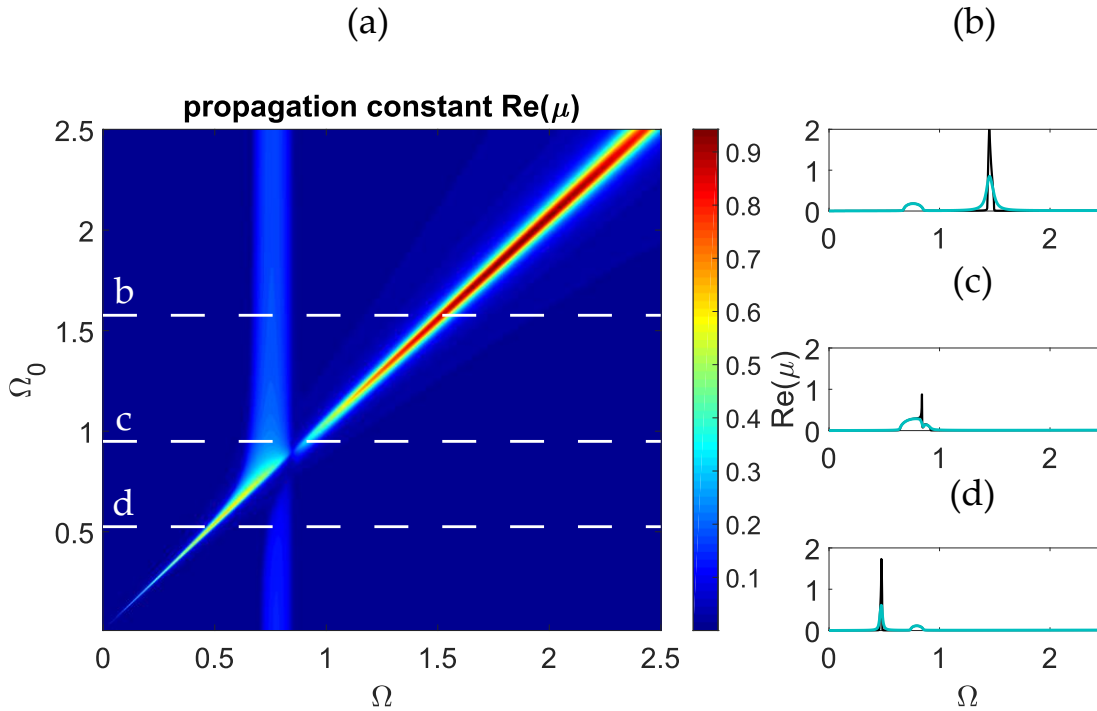 (a)
propagation constant Re(μ)
2.5
2
1.5
1
0.5
Ω0
b
c
d
0 0.5 1 1.5 2 2.5
Ω
0.9
0.8
0.7
0.6
0.5
0.4
0.3
0.2
0.1
(b)
2
1
0
0 1 2
(c)
Re(μ)
2
1
0
0 1 2
(d)
2
1
0
0 1 2
Ω